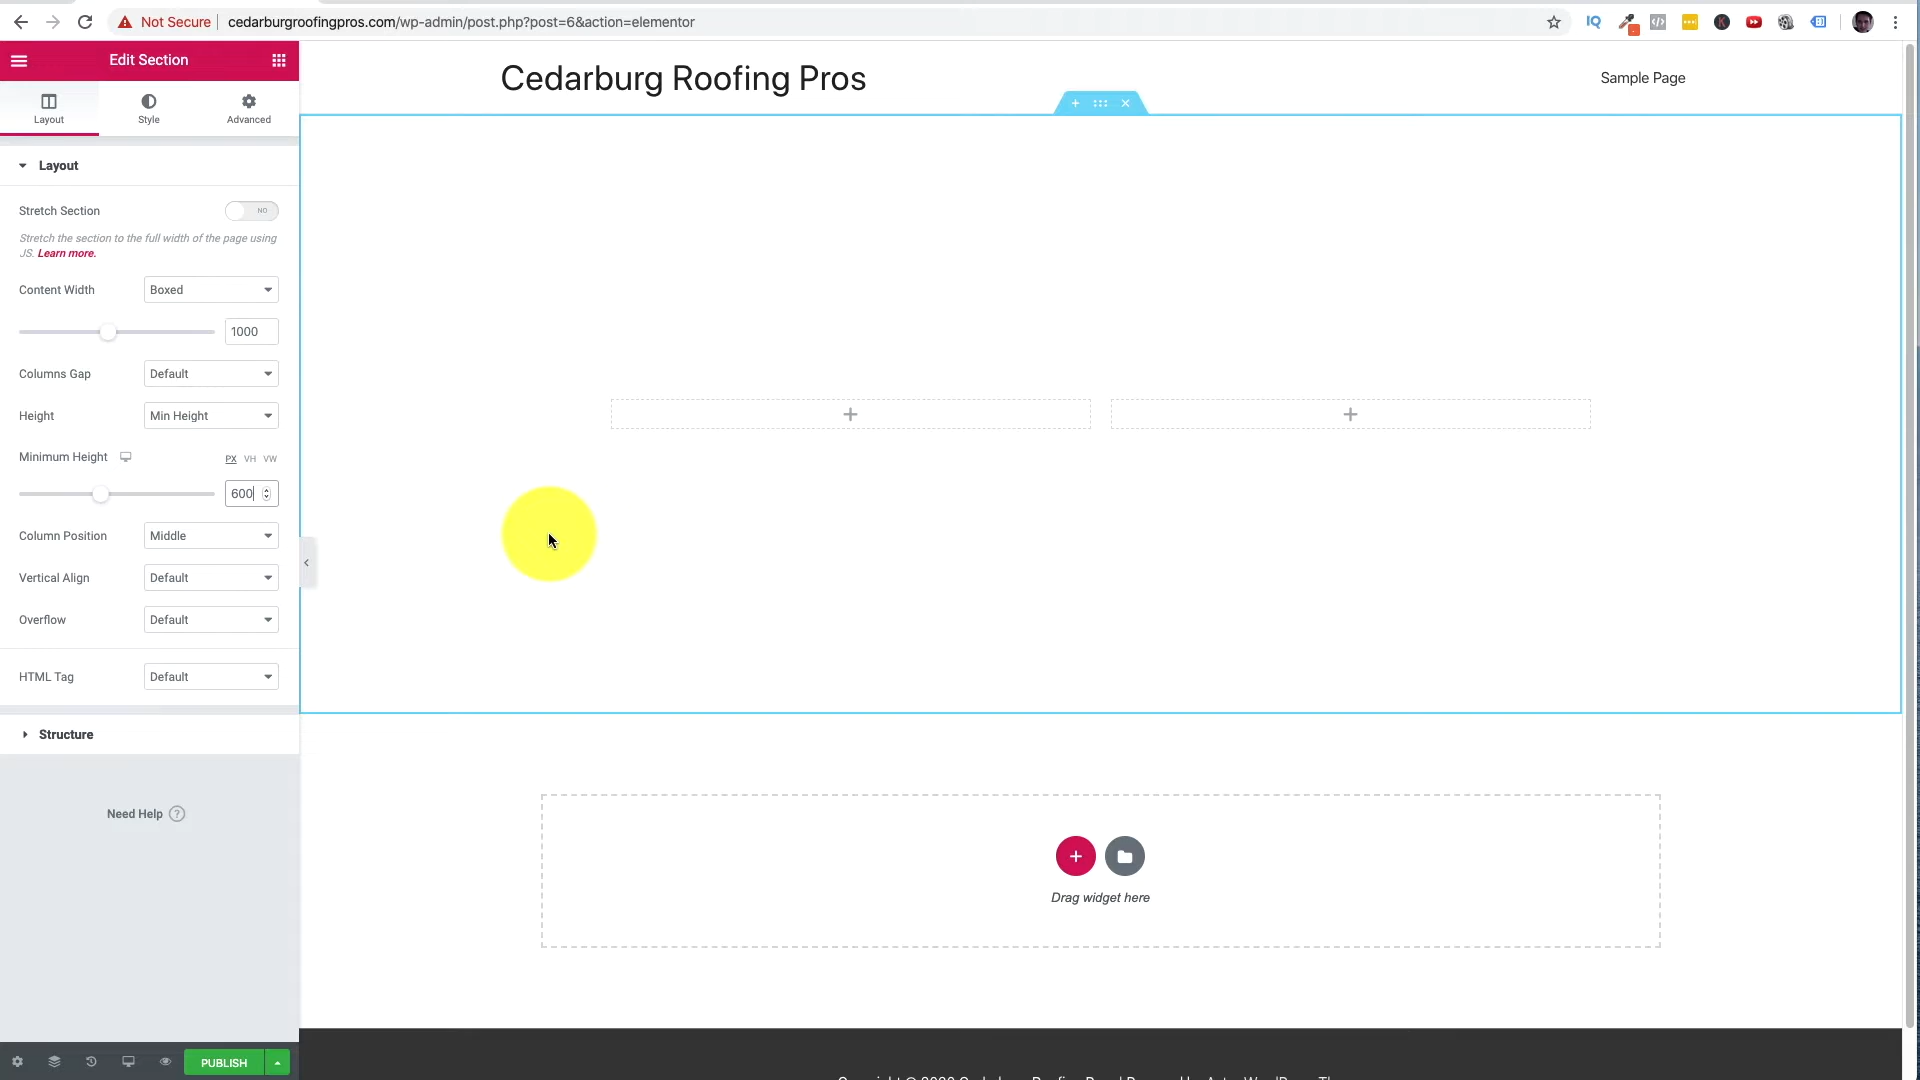 Not Secure
cedarburgroofingpros.com/wp-admin/post.php?post=6&action=elementor
Edit Section
Layout
Style
Advanced
Layout
Stretch Section
NO
Stretch the section to the full width of the page using
JS. Learn more.
Content Width
Boxed
1000
Columns Gap
Default
Height
Min Height
Minimum Height
PX VH VW
600
Column Position
Middle
Vertical Align
Default
Overflow
Default
HTML Tag
Default
Structure
Need Help
PUBLISH
Cedarburg Roofing Pros
Sample Page
Drag widget here